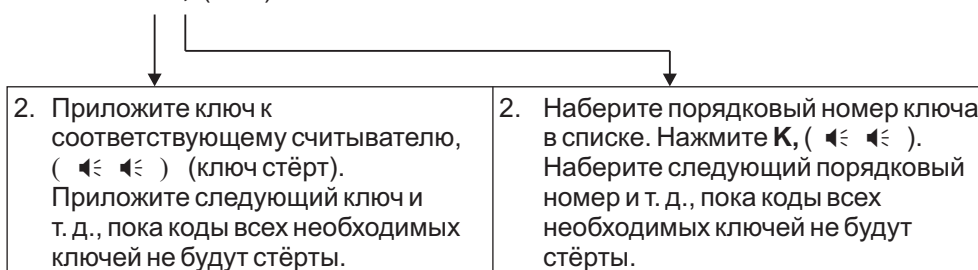 2. Приложите ключ к
соответствующему считывателю,
( ) (ключ стёрт).
Приложите следующий ключ и
т. д., пока коды всех необходимых
ключей не будут стёрты.
2. Наберите порядковый номер ключа
в списке. Нажмите K, ( ).
Наберите следующий порядковый
номер и т. д., пока коды всех
необходимых ключей не будут
стёрты.